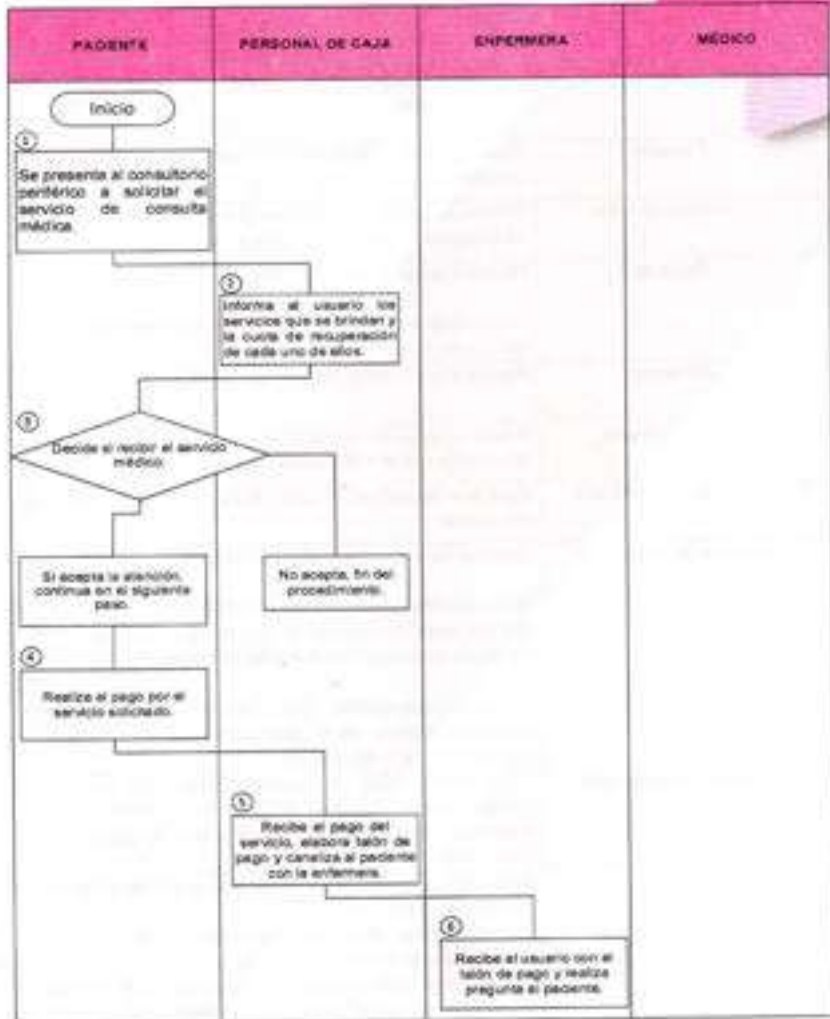 PACIENTE
PERSONAL DE CAJA
ENFERMERA
MÉDICO
Inicio
1
Se presenta al consultorio
periférico a solicitar el
servicio de consulta
médica.
2
Informa al usuario los
servicios que se brindan y
la cuota de recuperación
de cada uno de ellos.
3
Decide si recibir el servicio
médico.
Si acepta la atención,
continua en el siguiente
paso.
No acepta, fin del
procedimiento.
4
Realiza el pago por el
servicio solicitado.
5
Recibe el pago del
servicio, elabora talón de
pago y canaliza al paciente
con la enfermera.
6
Recibe al usuario con el
talón de pago y realiza
pregunta al paciente.